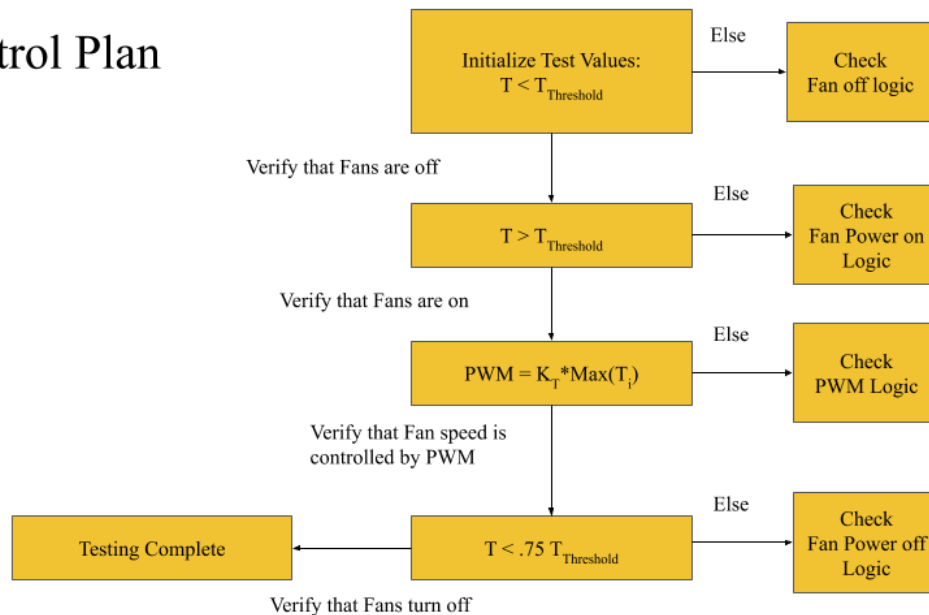 trol Plan
Initialize Test Values:
T < T_Threshold
Else
Check
Fan off logic
Verify that Fans are off
T > T_Threshold
Else
Check
Fan Power on
Logic
Verify that Fans are on
PWM = K_T*Max(T_i)
Else
Check
PWM Logic
Verify that Fan speed is
controlled by PWM
T < .75 T_Threshold
Else
Check
Fan Power off
Logic
Testing Complete
Verify that Fans turn off